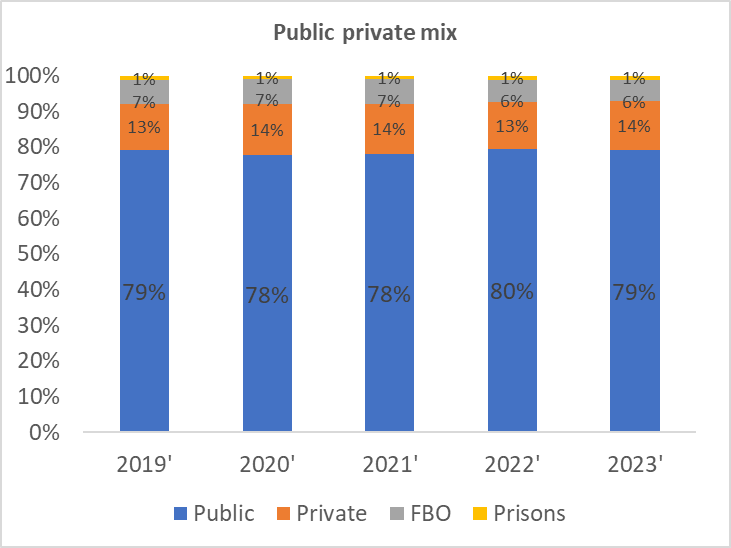 Public private mix
100%
90%
80%
70%
60%
50%
40%
30%
20%
10%
0%
1% 1% 1% 1% 1%
7% 7% 7% 6% 6%
13% 14% 14% 13% 14%
79% 78% 78% 80% 79%
2019' 2020' 2021' 2022' 2023'
Public Private FBO Prisons